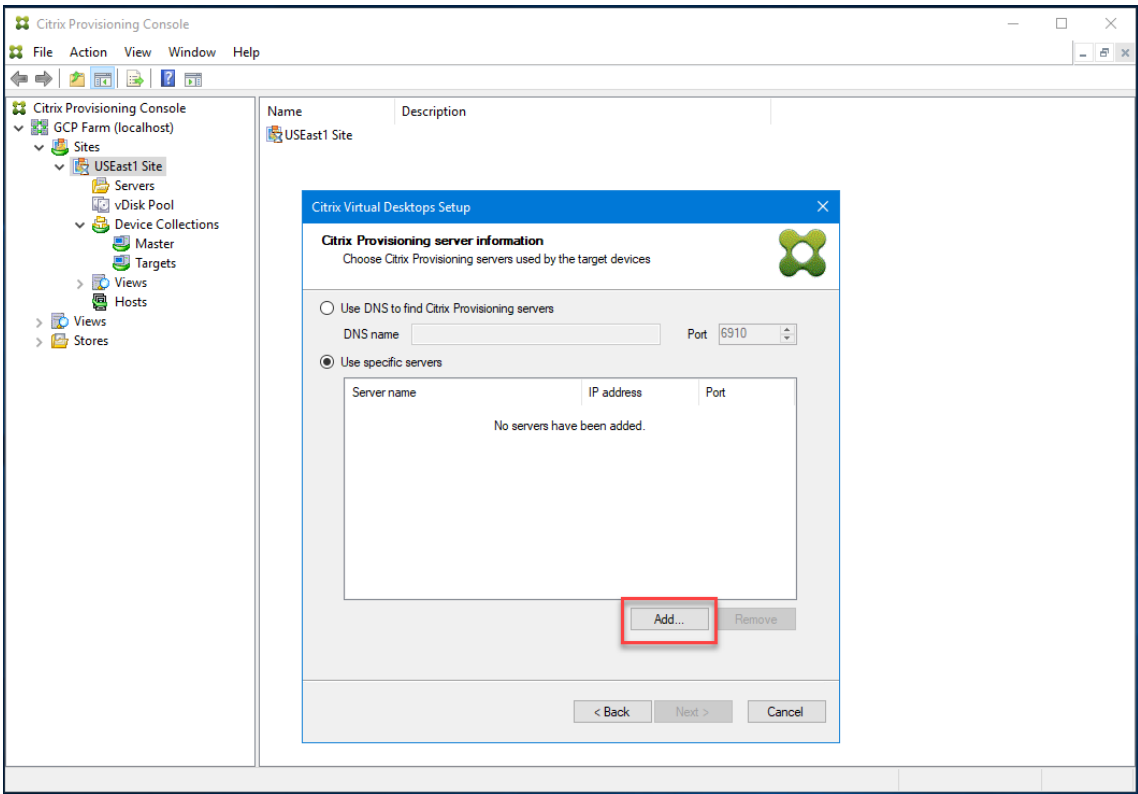 Citrix Provisioning Console
File Action View Window Help
Citrix Provisioning Console
GCP Farm (localhost)
Sites
USEast1 Site
Servers
vDisk Pool
Device Collections
Master
Targets
Views
Hosts
Views
Stores
Name Description
USEast1 Site
Citrix Virtual Desktops Setup
Citrix Provisioning server information
Choose Citrix Provisioning servers used by the target devices
Use DNS to find Citrix Provisioning servers
DNS name Port 6910
Use specific servers
Server name IP address Port
No servers have been added.
Add... Remove
< Back Next > Cancel